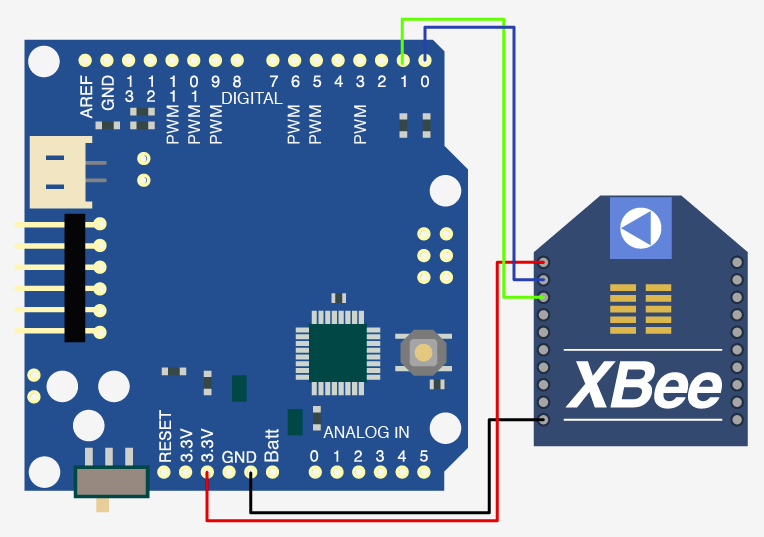 AREF
GND
13
12
11
01
9
8
7
6
5
4
3
2
1
0
DIGITAL
PWM
PWM
PWM
PWM
PWM
PWM
XBee
RESET
3.3V
3.3V
GND
Batt
ANALOG IN
0 1 2 3 4 5